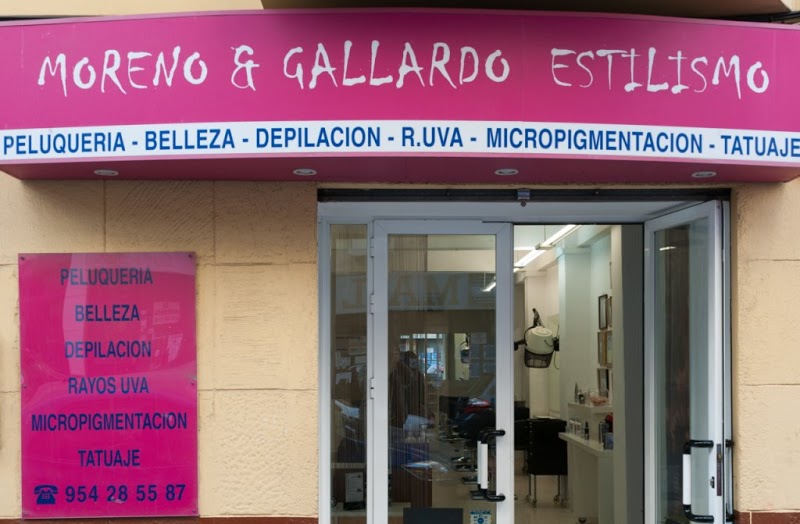 MORENO & GALLARDO ESTILISMO
PELUQUERIA - BELLEZA - DEPILACION - R.UVA - MICROPIGMENTACION - TATUAJE
PELUQUERIA
BELLEZA
DEPILACION
RAYOS UVA
MICROPIGMENTACIÓN
TATUAJE
☎ 954 28 55 87